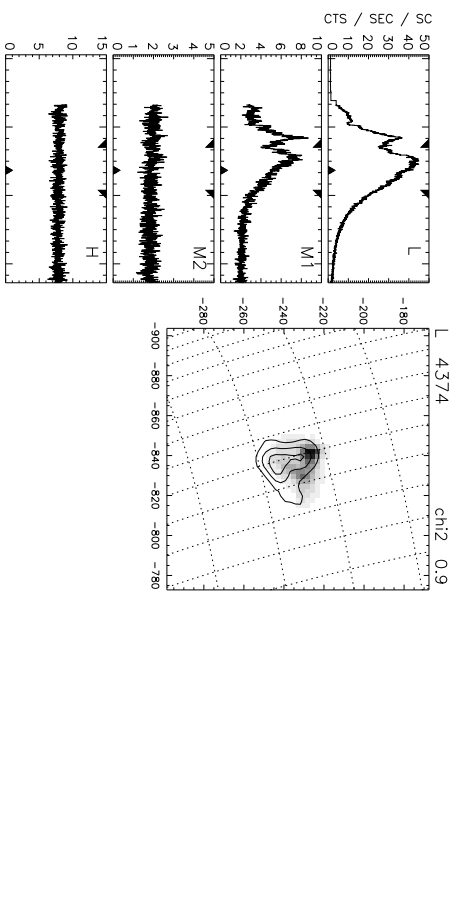 CTS / SEC / SC
0 10 20 30 40 50
L
0 2 4 6 8 10
M1
0 1 2 3 4 5
M2
0 5 10 15
H
L 4.374 chi2 0.9
-180
-200
-220
-240
-260
-280
-900 -880 -860 -840 -820 -800 -780